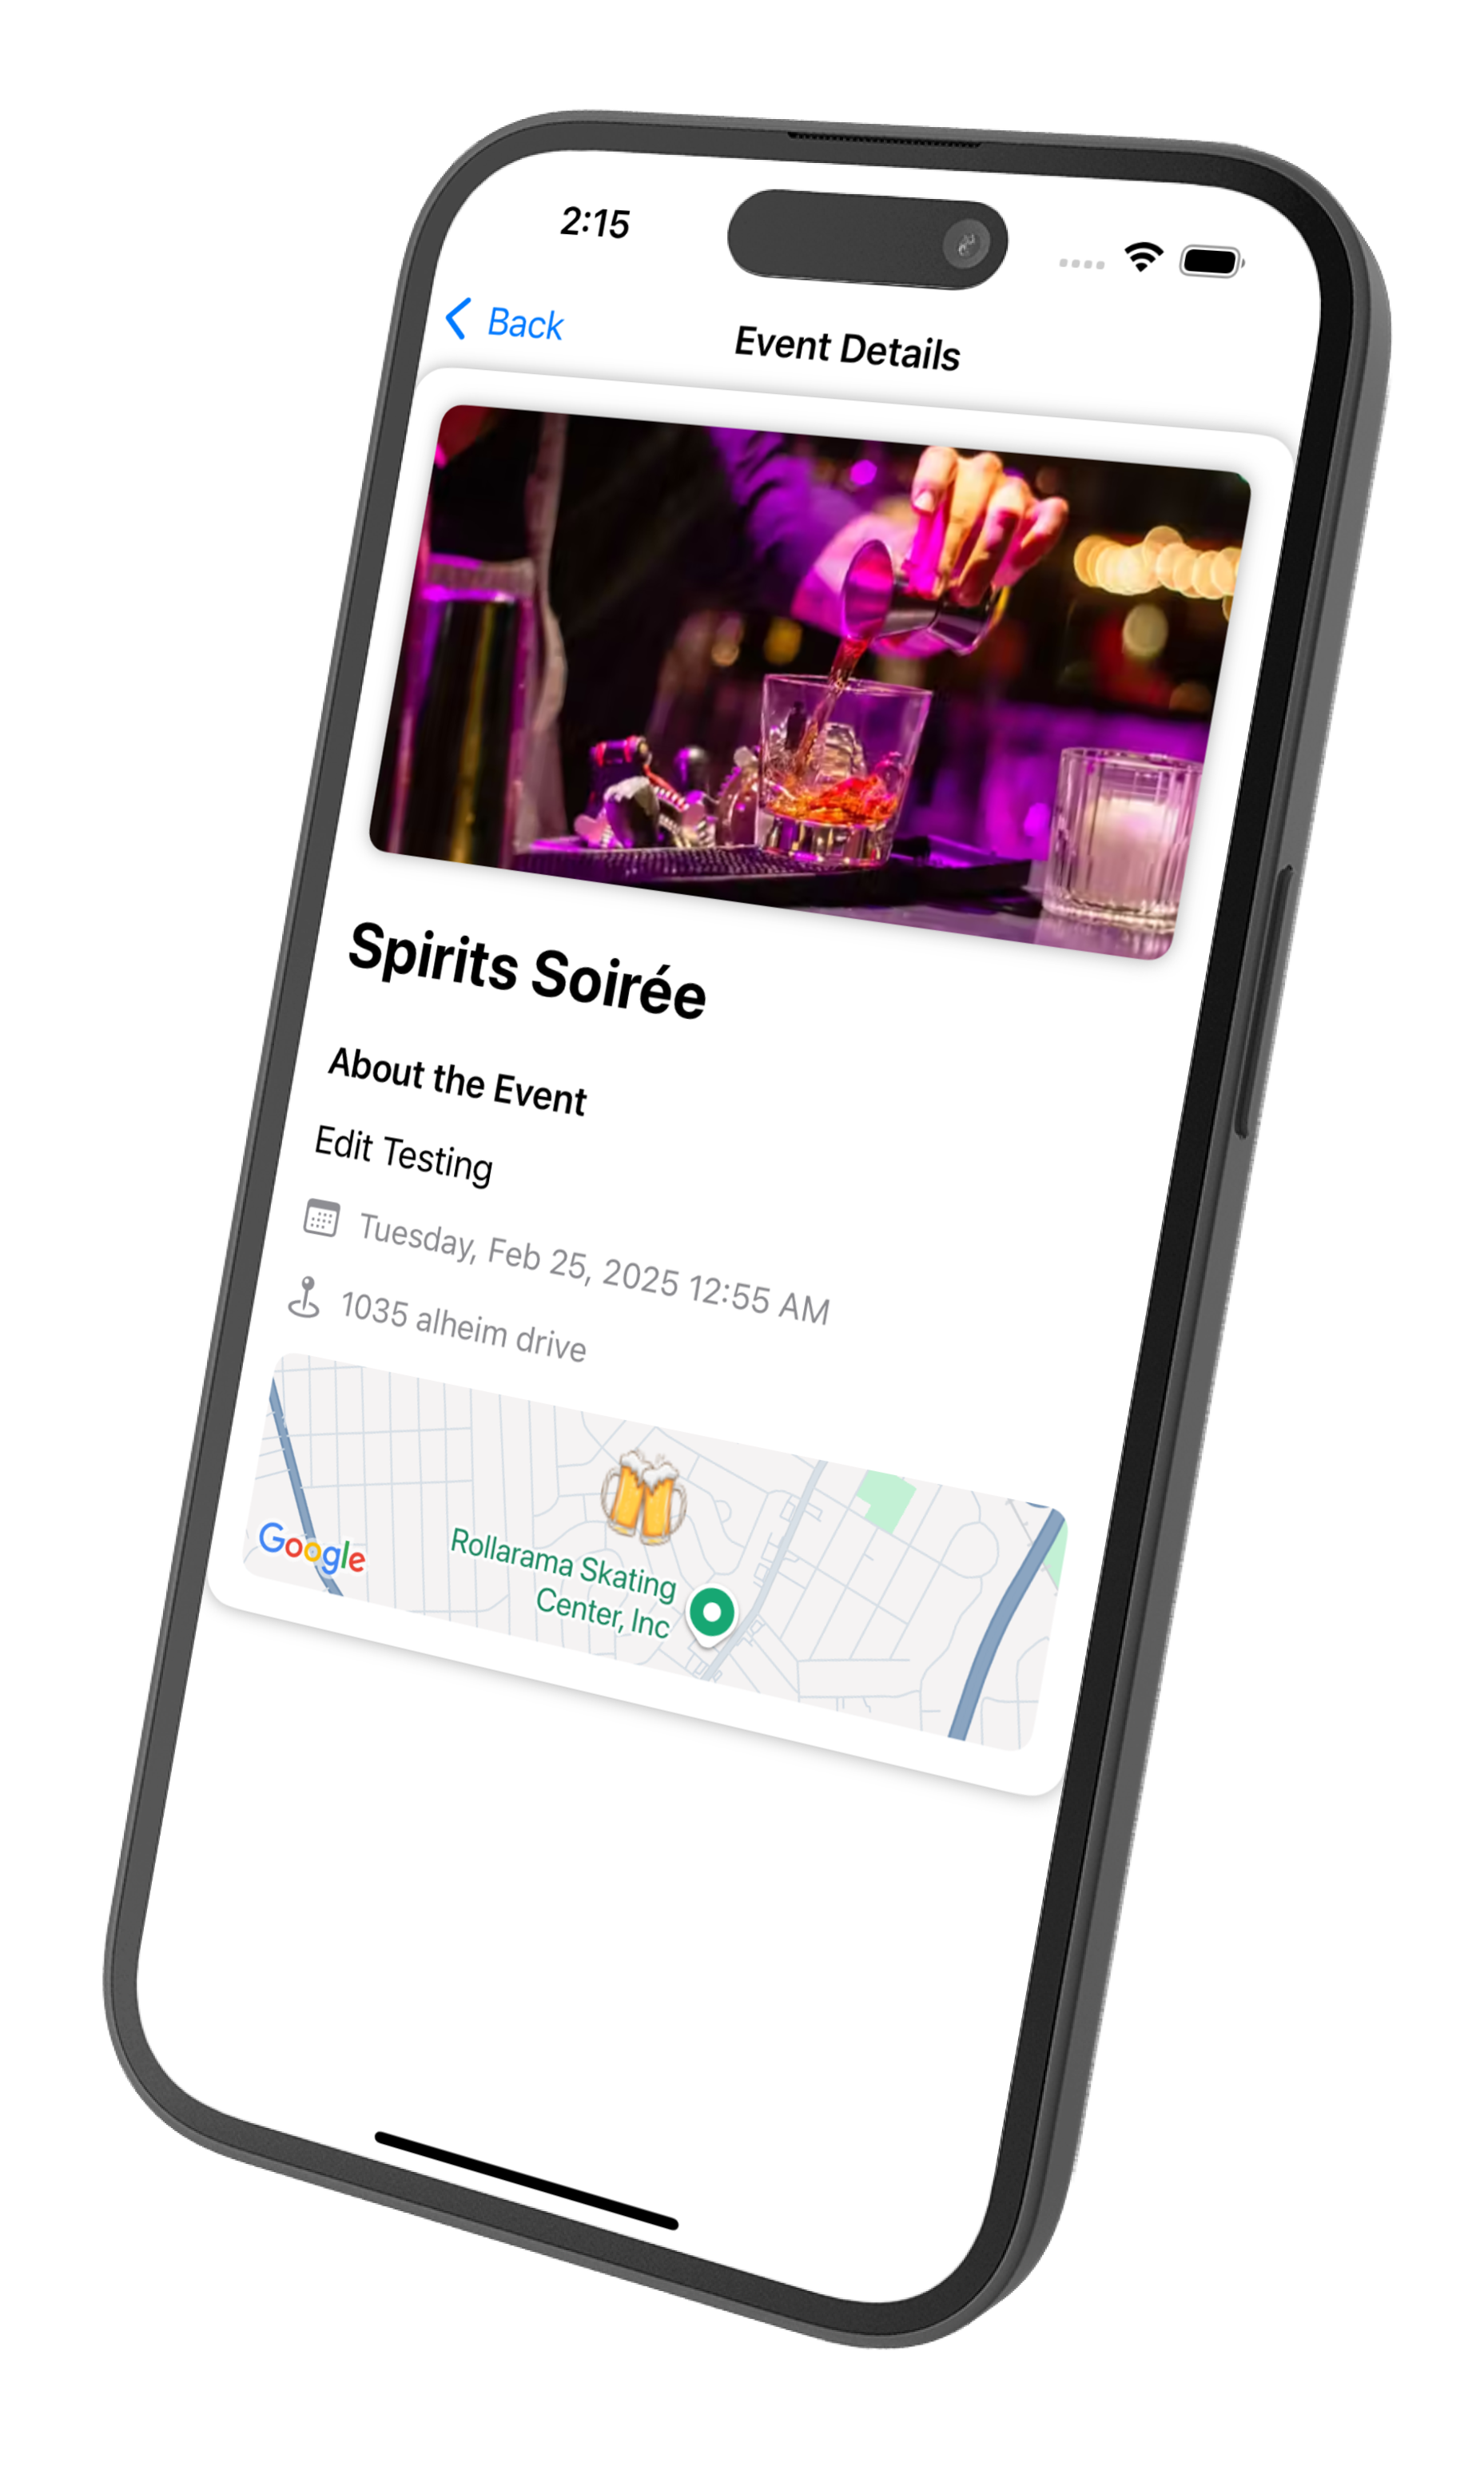 2:15
Back
Event Details
Spirits Soirée
About the Event
Edit Testing
Tuesday, Feb 25, 2025 12:55 AM
1035 alheim drive
Rollarama Skating
Center, Inc
Google